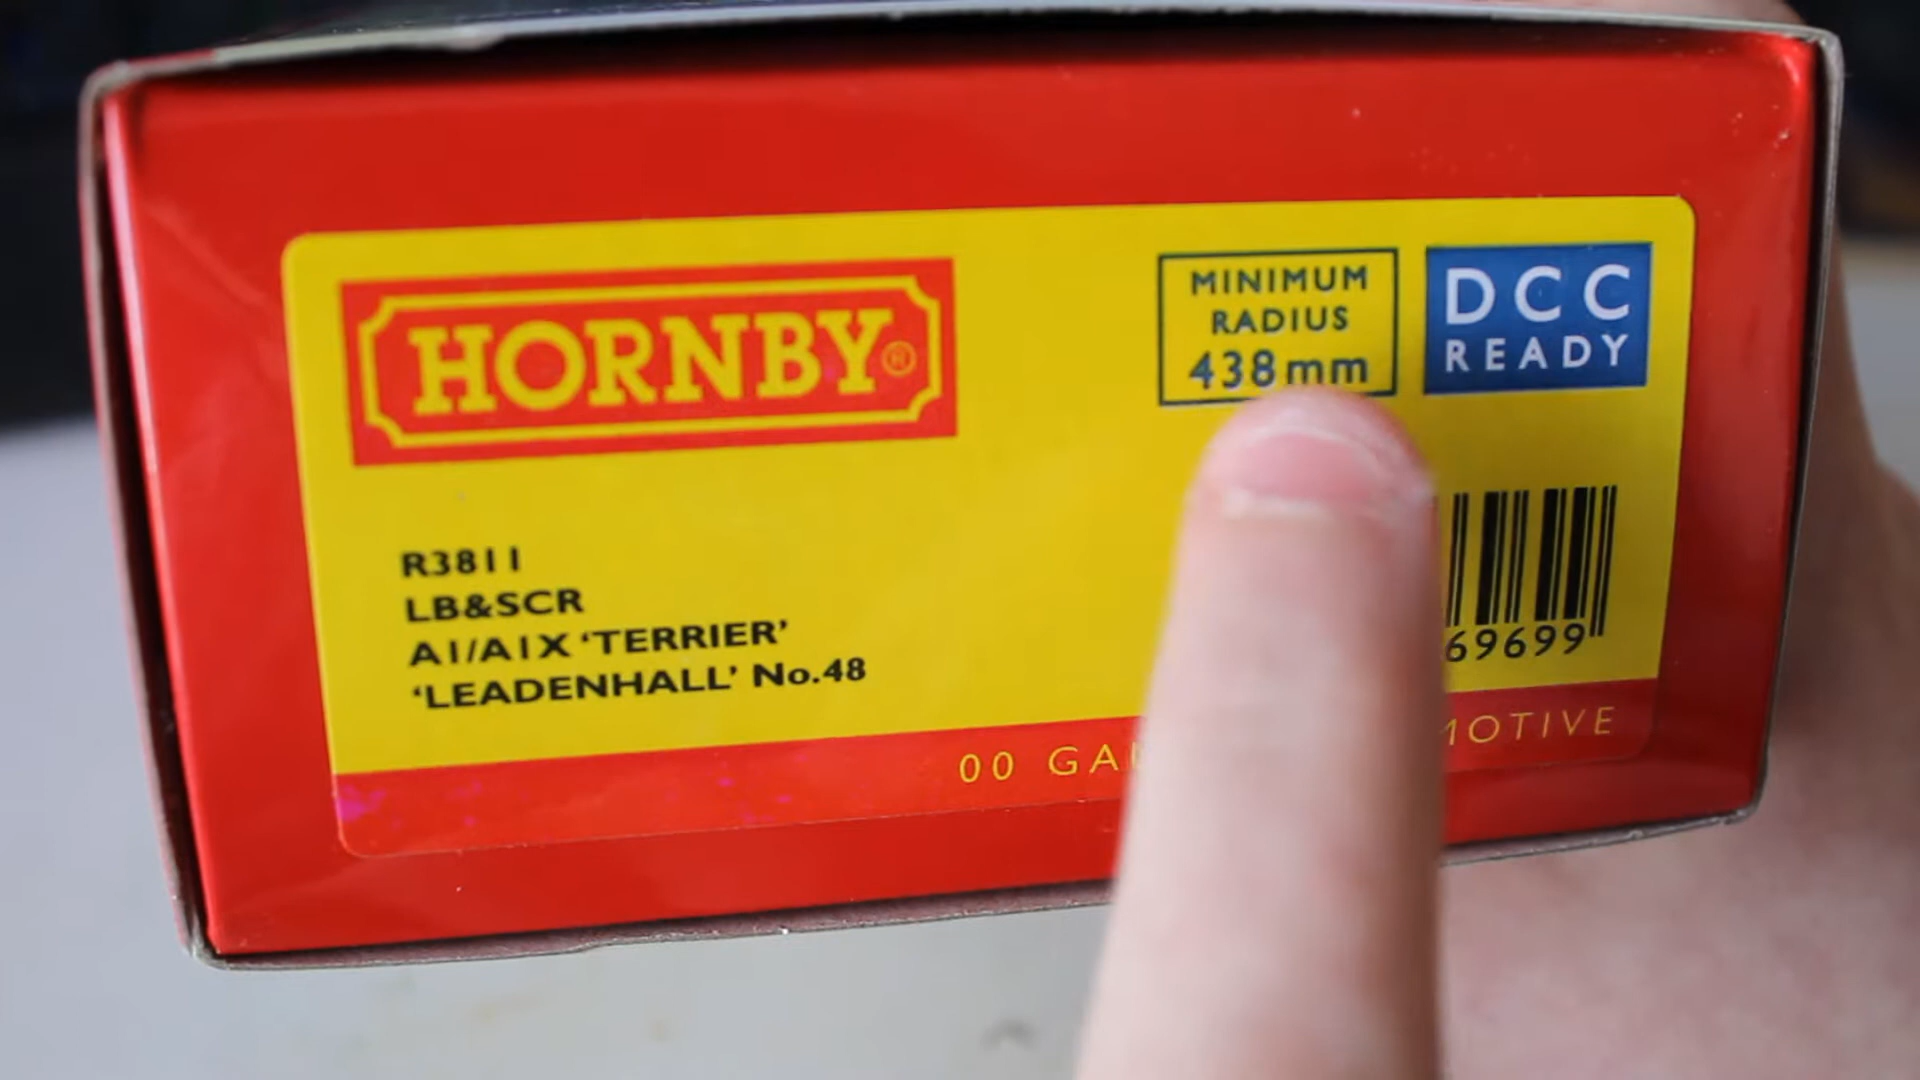 HORNBY®
MINIMUM
RADIUS
438mm
DCC
READY
R3811
LB&SCR
A1/A1X ‘TERRIER’
‘LEADENHALL’ No.48
69699
00